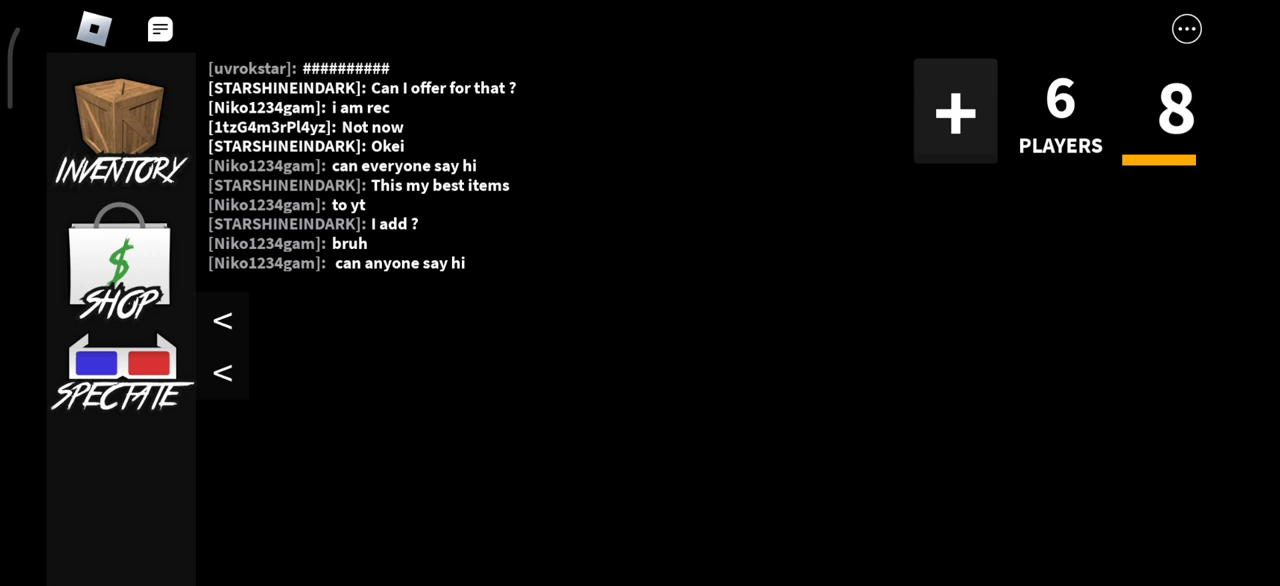 [uvrokstar]: ##########
[STARSHINEINDARK]: Can I offer for that ?
[Niko1234gam]: i am rec
[1tzG4m3rPl4yz]: Not now
[STARSHINEINDARK]: Okei
[Niko1234gam]: can everyone say hi
[STARSHINEINDARK]: This my best items
[Niko1234gam]: to yt
[STARSHINEINDARK]: I add ?
[Niko1234gam]: bruh
[Niko1234gam]: can anyone say hi
INVENTORY
$
SHOP
SPECTATE
<
<
+
6
PLAYERS
8